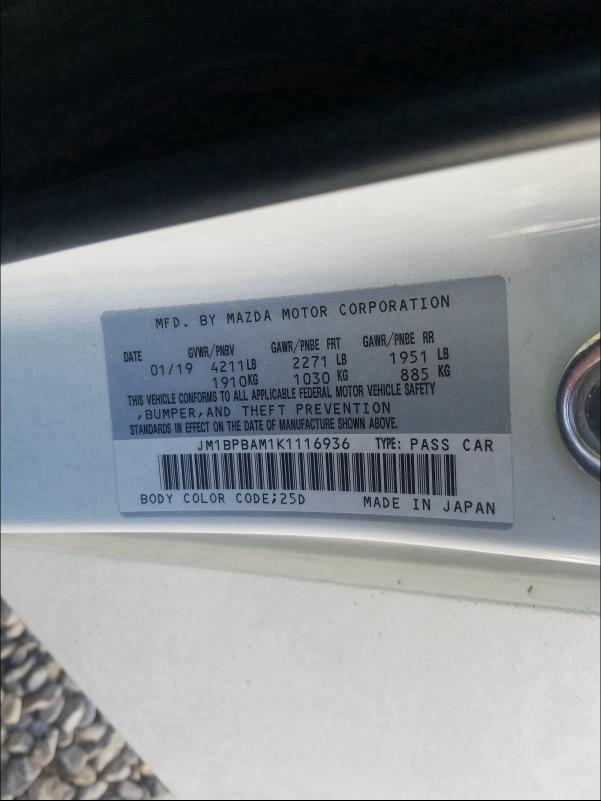 MFD. BY MAZDA MOTOR CORPORATION
DATE GVWR/PNBV GAWR/PNBE FRT GAWR/PNBE RR
01/19 4211LB 2271 LB 1951 LB
1910KG 1030 KG 885 KG
THIS VEHICLE CONFORMS TO ALL APPLICABLE FEDERAL MOTOR VEHICLE SAFETY
,BUMPER,AND THEFT PREVENTION
STANDARDS IN EFFECT ON THE DATE OF MANUFACTURE SHOWN ABOVE.
JM1BPBAM1K1116936 TYPE: PASS CAR
BODY COLOR CODE;25D MADE IN JAPAN